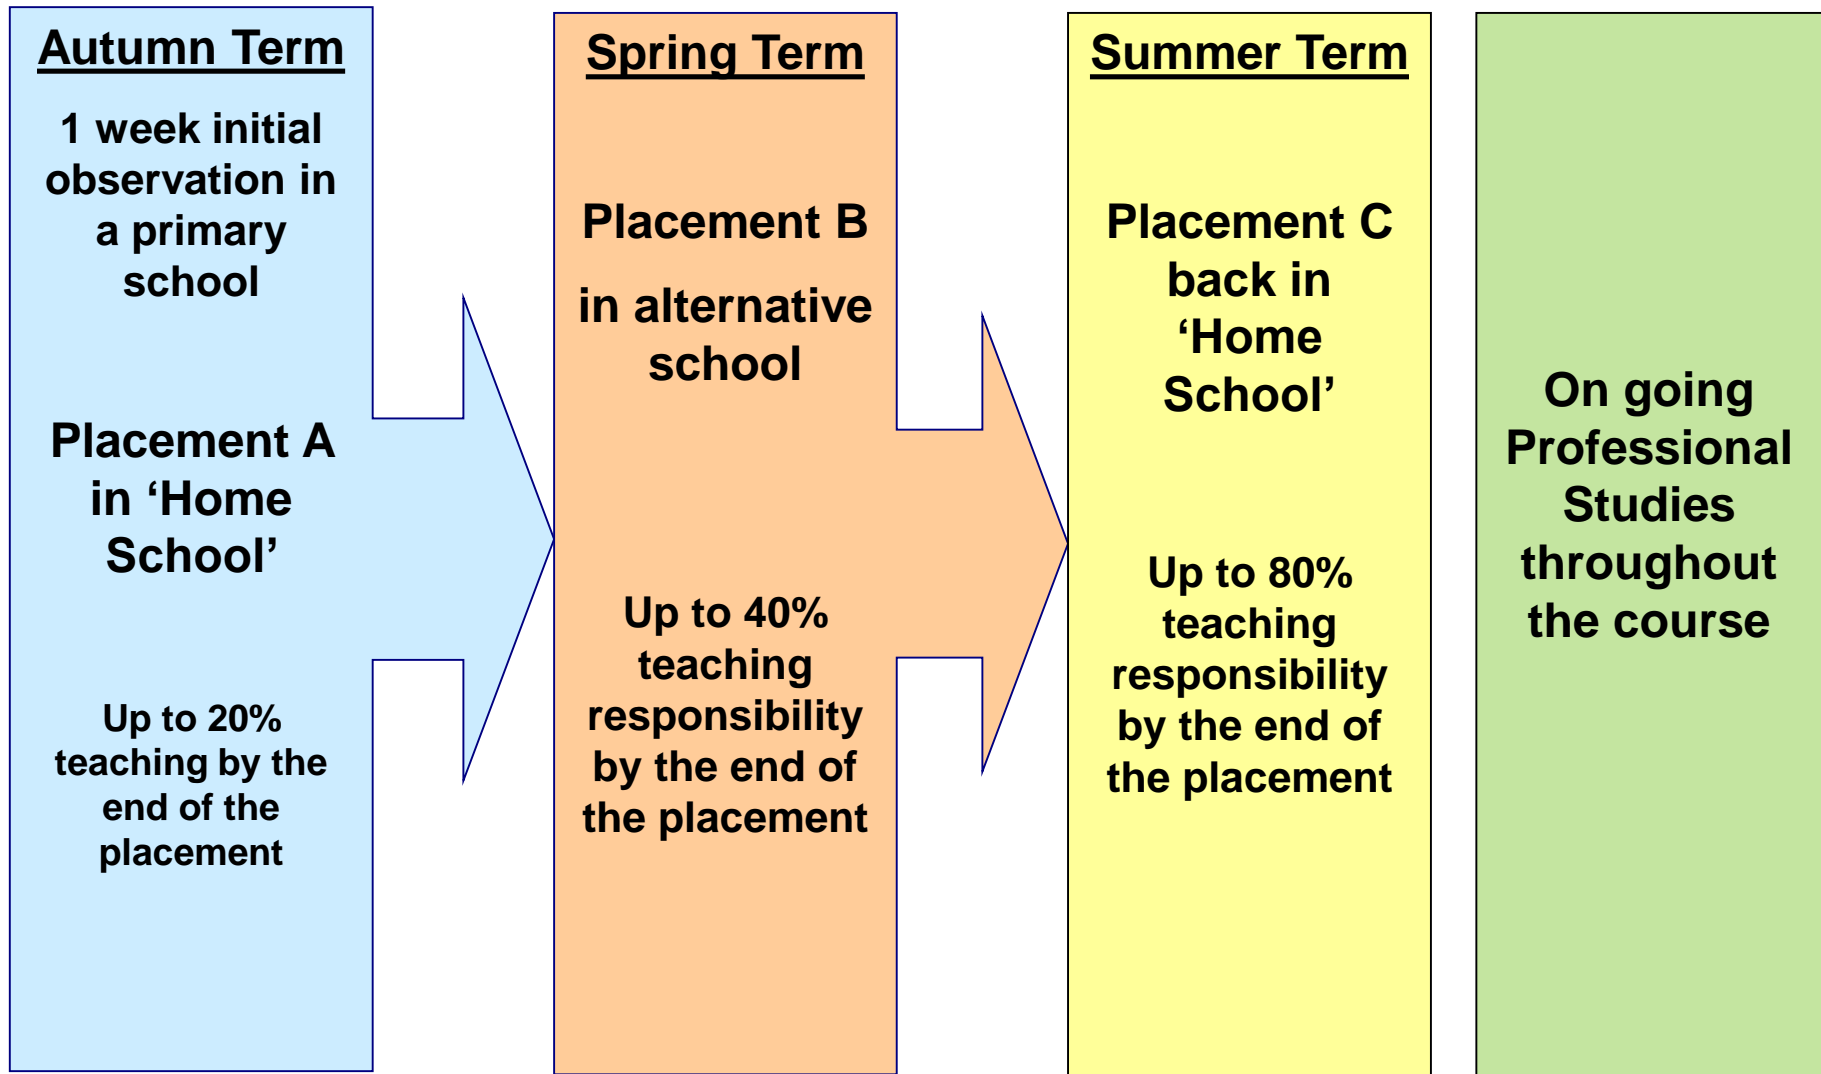 Autumn Term
1 week initial
observation in
a primary
school
Placement A
in ‘Home
School’
Up to 20%
teaching by the
end of the
placement
Spring Term
Placement B
in alternative
school
Up to 40%
teaching
responsibility
by the end of
the placement
Summer Term
Placement C
back in
‘Home
School’
Up to 80%
teaching
responsibility
by the end of
the placement
On going
Professional
Studies
throughout
the course